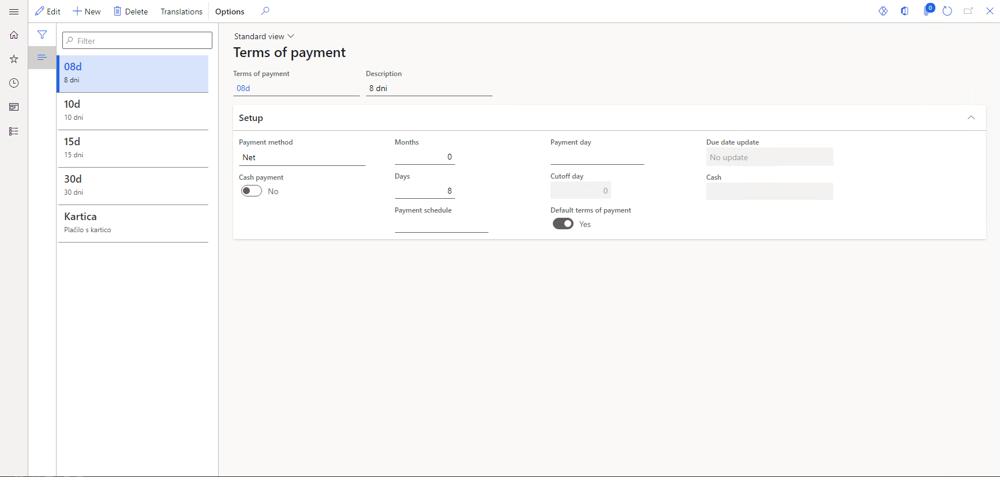 Edit
New
Delete
Translations
Options
0
Filter
08d
8 dni
10d
10 dni
15d
15 dni
30d
30 dni
Kartica
Plačilo s kartico
Standard view
Terms of payment
Terms of payment
08d
Description
8 dni
Setup
Payment method
Net
Cash payment
No
Months
0
Days
8
Payment schedule
Payment day
Cutoff day
0
Default terms of payment
Yes
Due date update
No update
Cash